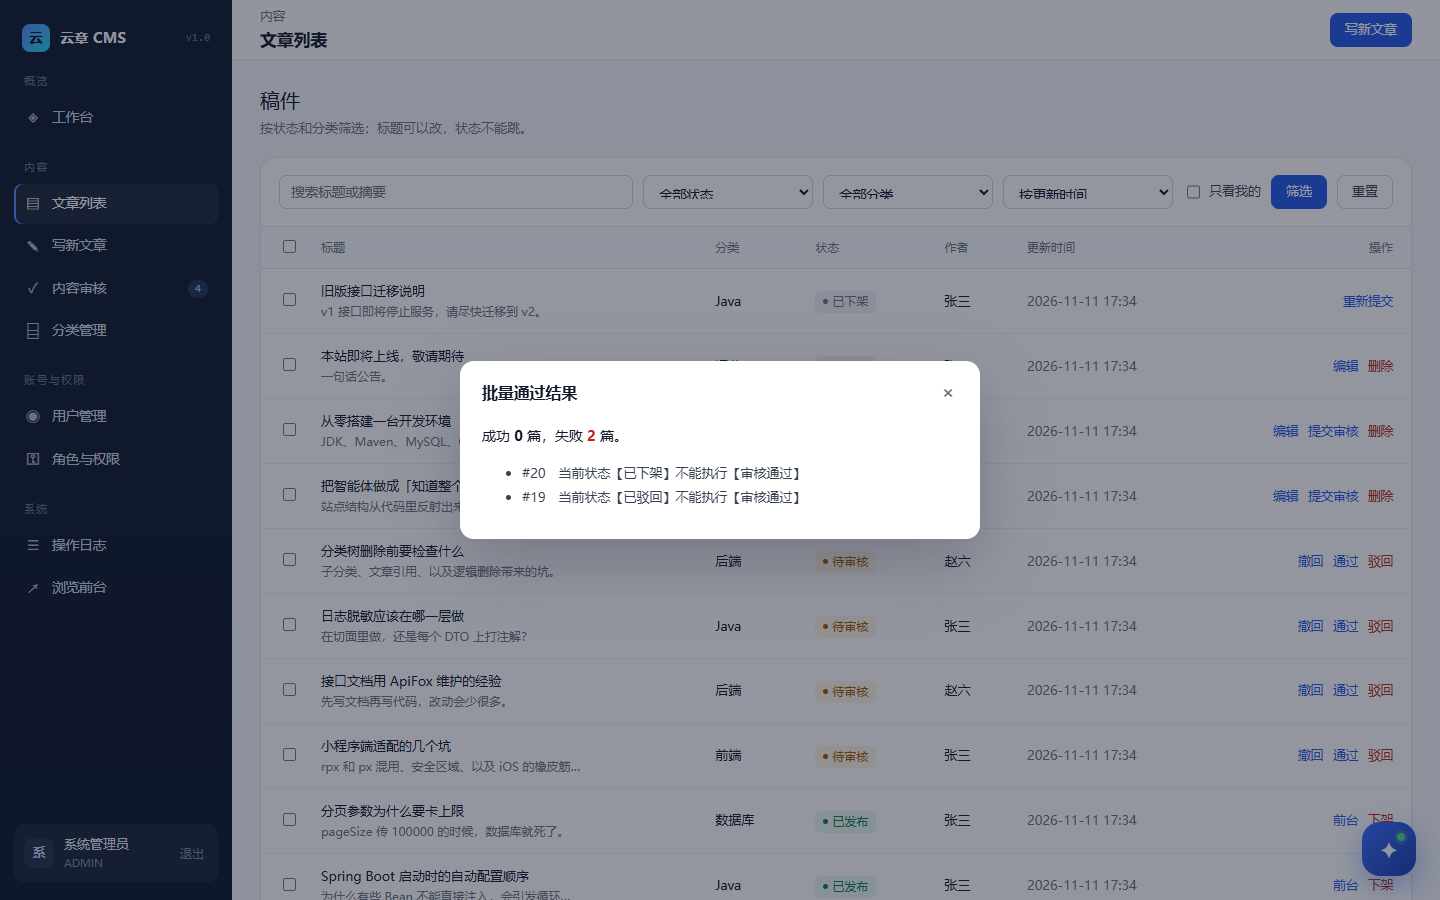 云 云章 CMS v1.0
概览
工作台
内容
文章列表
写新文章
内容审核 4
分类管理
账号与权限
用户管理
角色与权限
系统
操作日志
浏览前台
系 系统管理员 退出
ADMIN
内容
文章列表
写新文章
稿件
按状态和分类筛选；标题可以改，状态不能跳。
搜索标题或摘要 全部状态 全部分类 按更新时间 只看我的 筛选 重置
标题 分类 状态 作者 更新时间 操作
旧版接口迁移说明
v1 接口即将停止服务，请尽快迁移到 v2。
Java 已下架 张三 2026-11-11 17:34 重新提交
本站即将上线，敬请期待
一句话公告。
2026-11-11 17:34 编辑 删除
从零搭建一台开发环境
JDK、Maven、MySQL、
2026-11-11 17:34 编辑 提交审核 删除
把智能体做成「知道整个
站点结构从代码里反射出来
2026-11-11 17:34 编辑 提交审核 删除
批量通过结果 ×
成功 0 篇，失败 2 篇。
#20 当前状态【已下架】不能执行【审核通过】
#19 当前状态【已驳回】不能执行【审核通过】
分类树删除前要检查什么
子分类、文章引用、以及逻辑删除带来的坑。
后端 待审核 赵六 2026-11-11 17:34 撤回 通过 驳回
日志脱敏应该在哪一层做
在切面里做，还是每个 DTO 上打注解？
Java 待审核 张三 2026-11-11 17:34 撤回 通过 驳回
接口文档用 ApiFox 维护的经验
先写文档再写代码，改动会少很多。
后端 待审核 赵六 2026-11-11 17:34 撤回 通过 驳回
小程序端适配的几个坑
rpx 和 px 混用、安全区域、以及 iOS 的橡皮筋...
前端 待审核 张三 2026-11-11 17:34 撤回 通过 驳回
分页参数为什么要卡上限
pageSize 传 100000 的时候，数据库就死了。
数据库 已发布 张三 2026-11-11 17:34 前台 下架
Spring Boot 启动时的自动配置顺序
为什么有些 Bean 不能直接注入，会引发循环...
Java 已发布 张三 2026-11-11 17:34 前台 下架